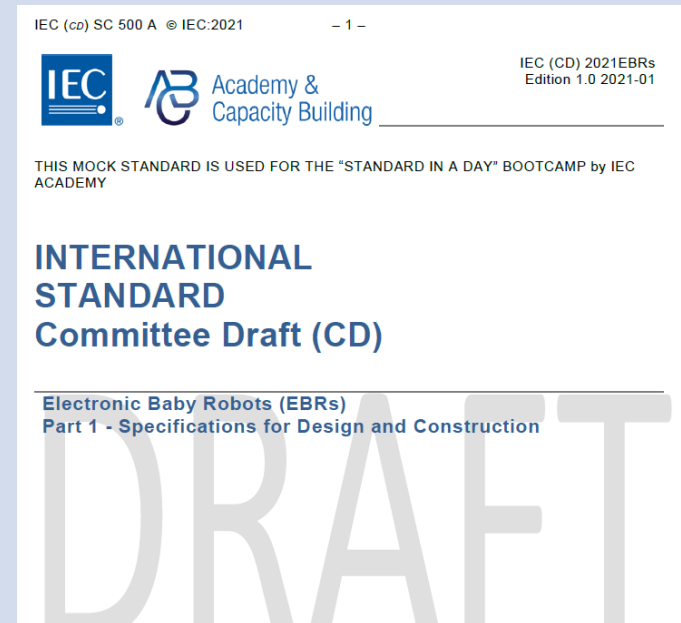 IEC (CD) SC 500 A © IEC:2021 – 1 –
IEC (CD) 2021EBRs
Edition 1.0 2021-01
IEC ®
Academy &
Capacity Building
THIS MOCK STANDARD IS USED FOR THE “STANDARD IN A DAY” BOOTCAMP by IEC
ACADEMY
INTERNATIONAL
STANDARD
Committee Draft (CD)
Electronic Baby Robots (EBRs)
Part 1 - Specifications for Design and Construction
DRAFT